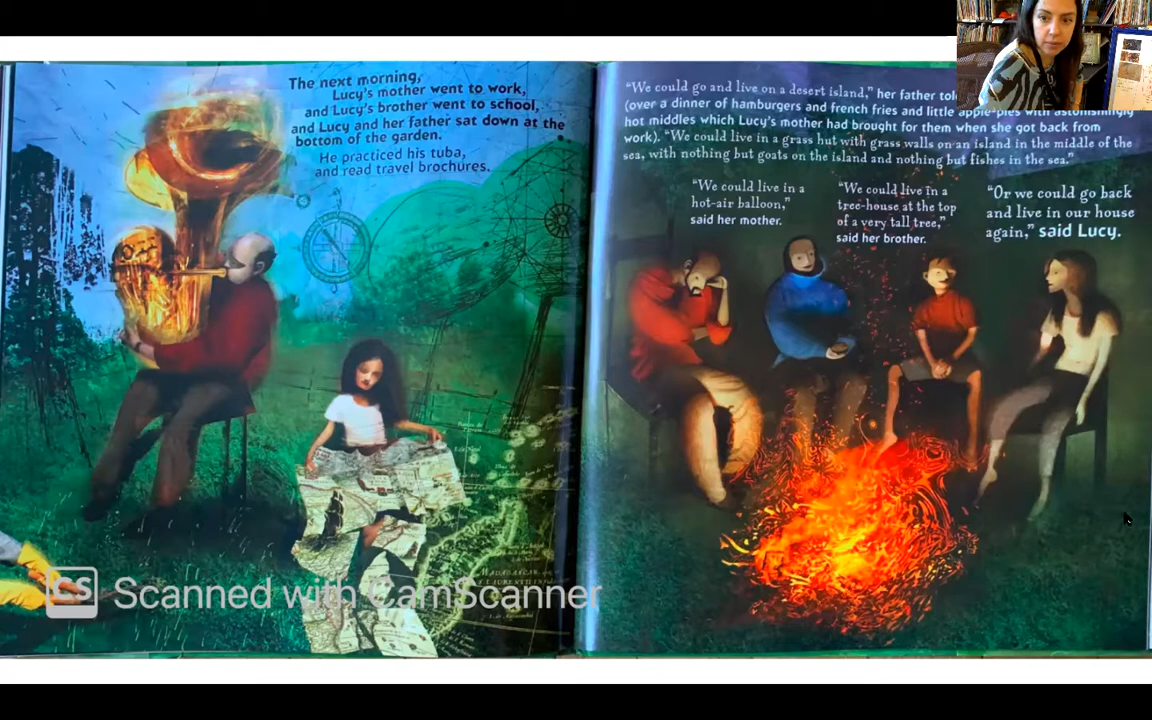 The next morning,
Lucy's mother went to work,
and Lucy's brother went to school,
and Lucy and her father sat down at the
bottom of the garden.
He practiced his tuba,
and read travel brochures.
"We could go and live on a desert island," her father
(over a dinner of hamburgers and french fries and little apple-pies with astonishingly
hot middles which Lucy's mother had brought for them when she got back from
work). "We could live in a grass hut with grass walls on an island in the middle of the
sea, with nothing but goats on the island and nothing but fishes in the sea."
"We could live in a
hot-air balloon,"
said her mother.
"We could live in a
tree-house at the top
of a very tall tree,"
said her brother.
"Or we could go back
and live in our house
again," said Lucy.
MADAGASCAR
CS Scanned with CamScanner